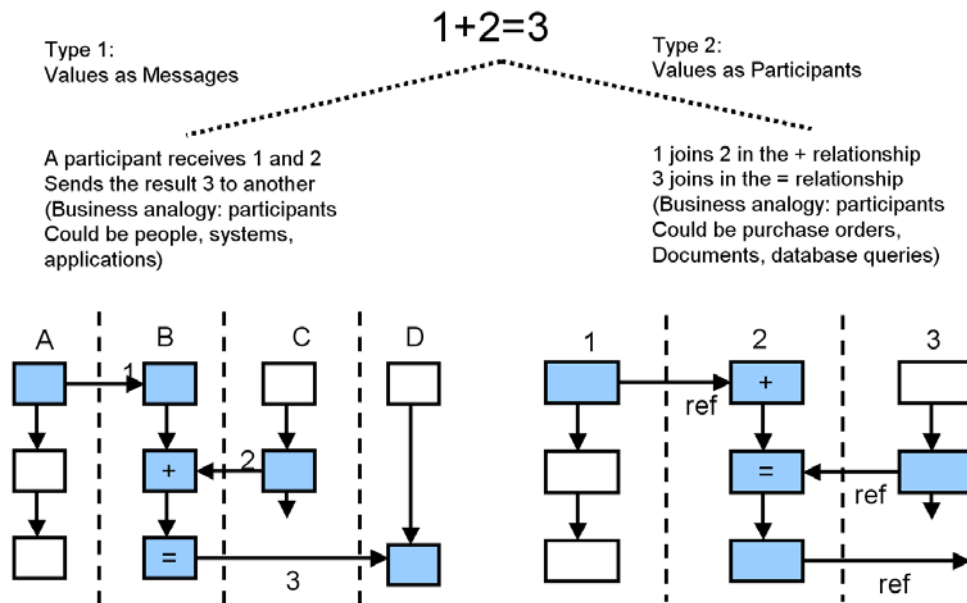 1+2=3
Type 1:
Values as Messages
Type 2:
Values as Participants
A participant receives 1 and 2
Sends the result 3 to another
(Business analogy: participants
Could be people, systems,
applications)
1 joins 2 in the + relationship
3 joins in the = relationship
(Business analogy: participants
Could be purchase orders,
Documents, database queries)
A
B
C
D
1
+
2
=
3
1
2
3
+
ref
=
ref
ref